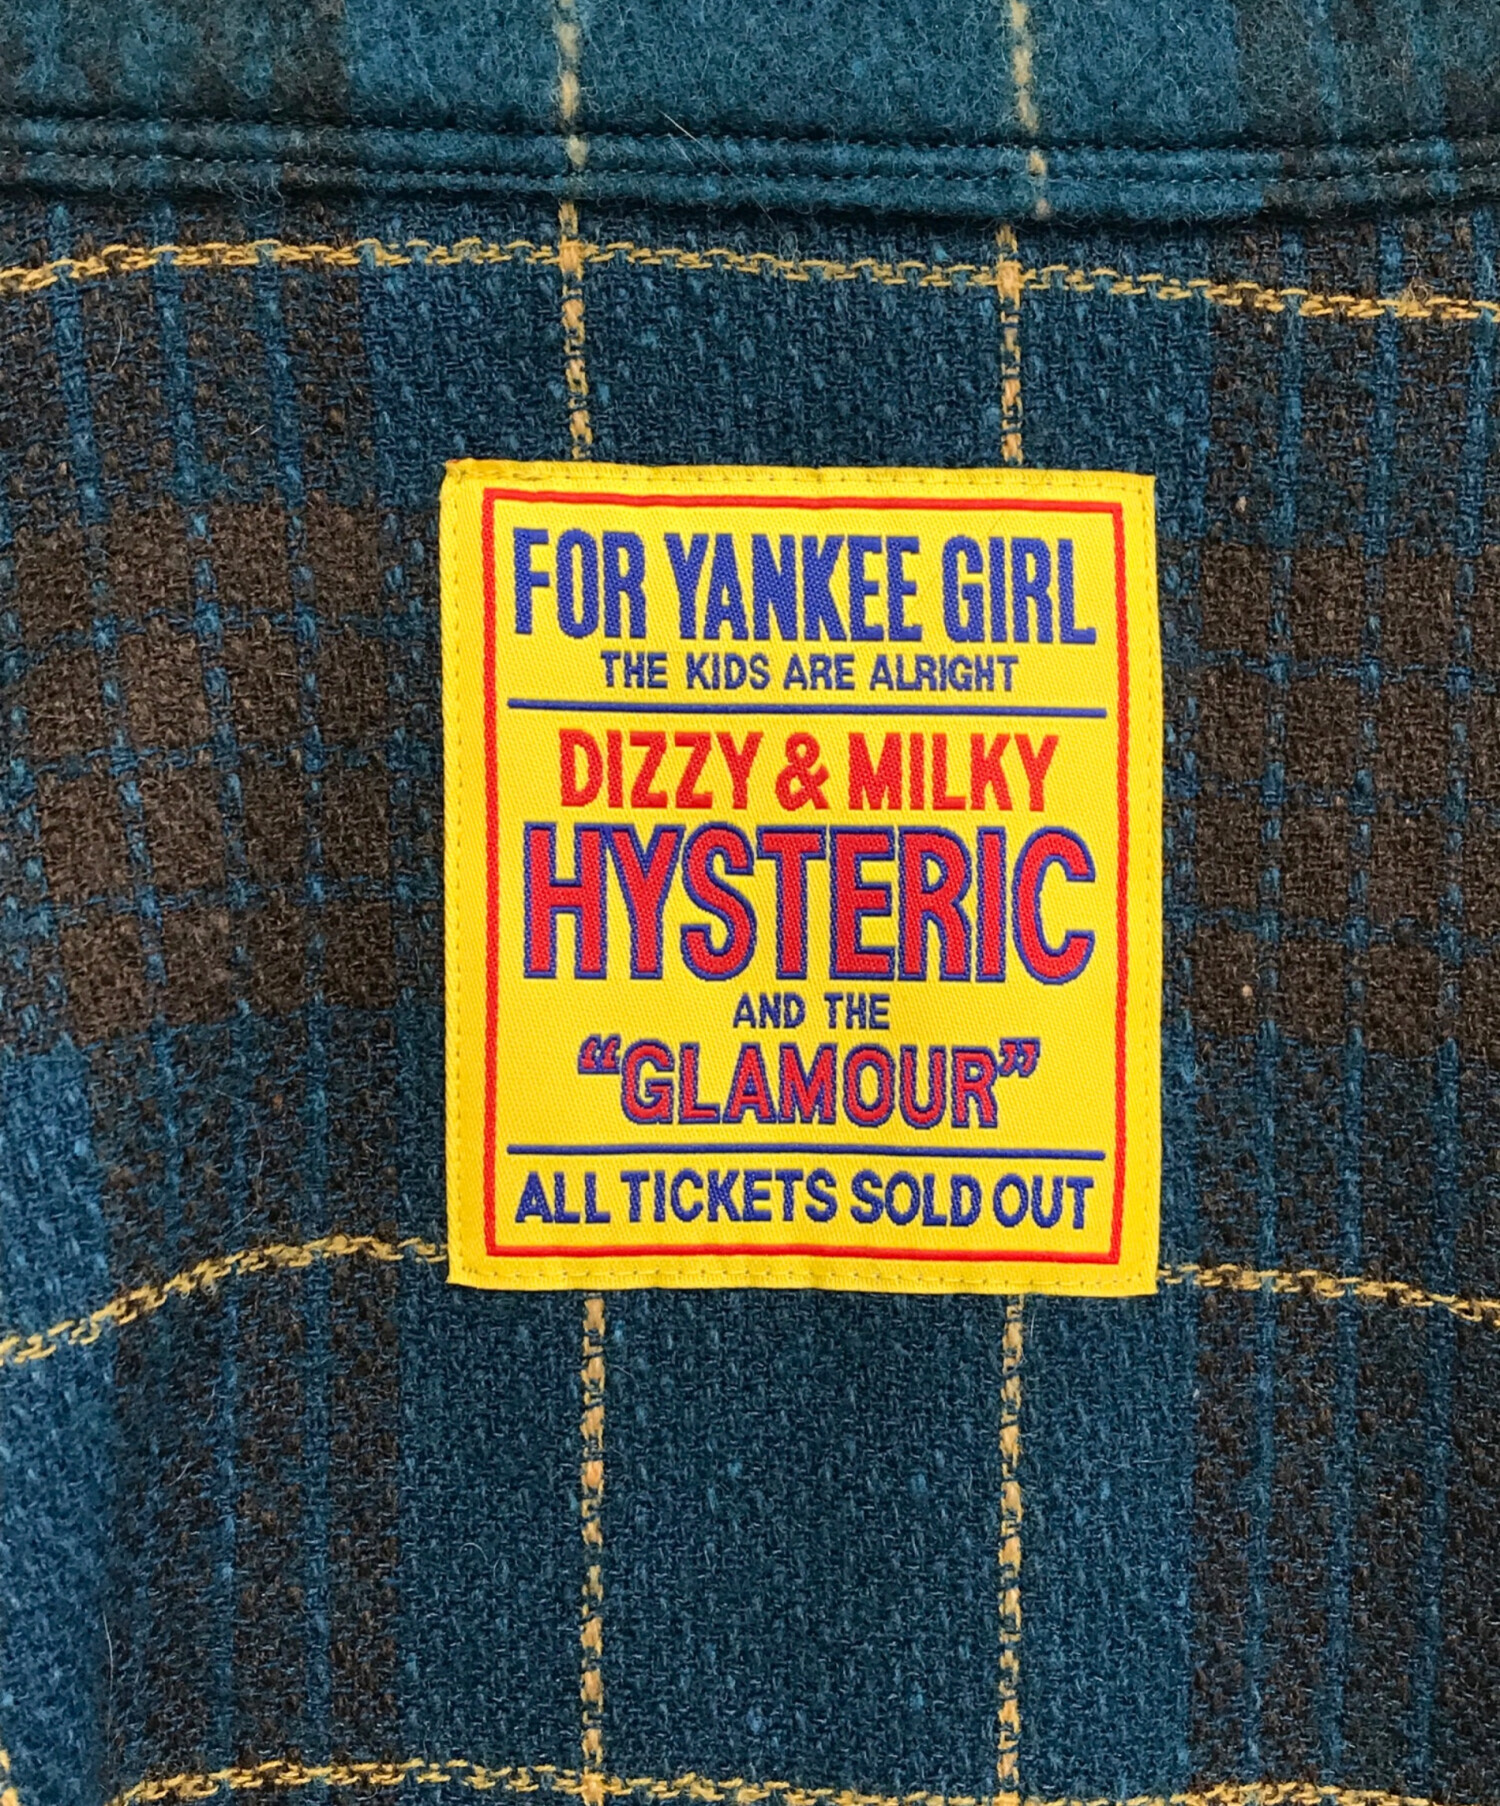 FOR YANKEE GIRL
THE KIDS ARE ALRIGHT
DIZZY & MILKY
HYSTERIC
AND THE
“GLAMOUR”
ALL TICKETS SOLD OUT